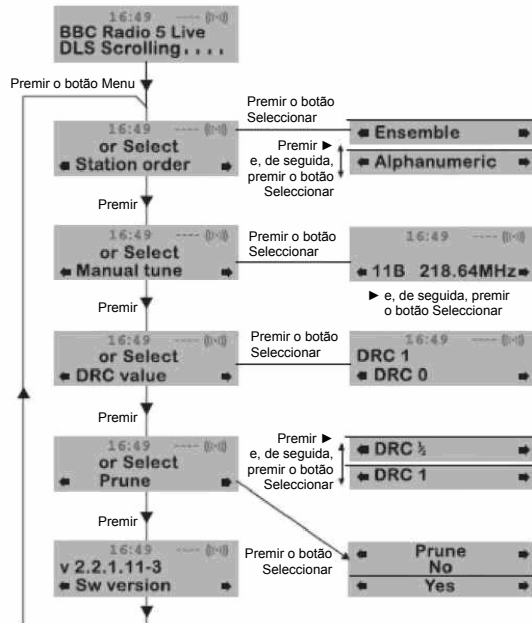 16:49
BBC Radio 5 Live
DLS Scrolling....
Premir o botão Menu
16:49
or Select
Station order
Premir o botão
Seleccionar
Ensemble
Premir ►
e, de seguida,
premir o botão
Seleccionar
Alphanumeric
Premir
16:49
or Select
Manual tune
Premir o botão
Seleccionar
16:49
11B 218.64MHz
► e, de seguida, premir
o botão Seleccionar
Premir
16:49
or Select
DRC value
Premir o botão
Seleccionar
16:49
DRC 1
DRC 0
Premir
16:49
or Select
Prune
Premir ►
e, de seguida,
premir o botão
Seleccionar
DRC ½
DRC 1
Premir
16:49
v 2.2.1.11-3
Sw version
Premir o botão
Seleccionar
Prune
No
Yes